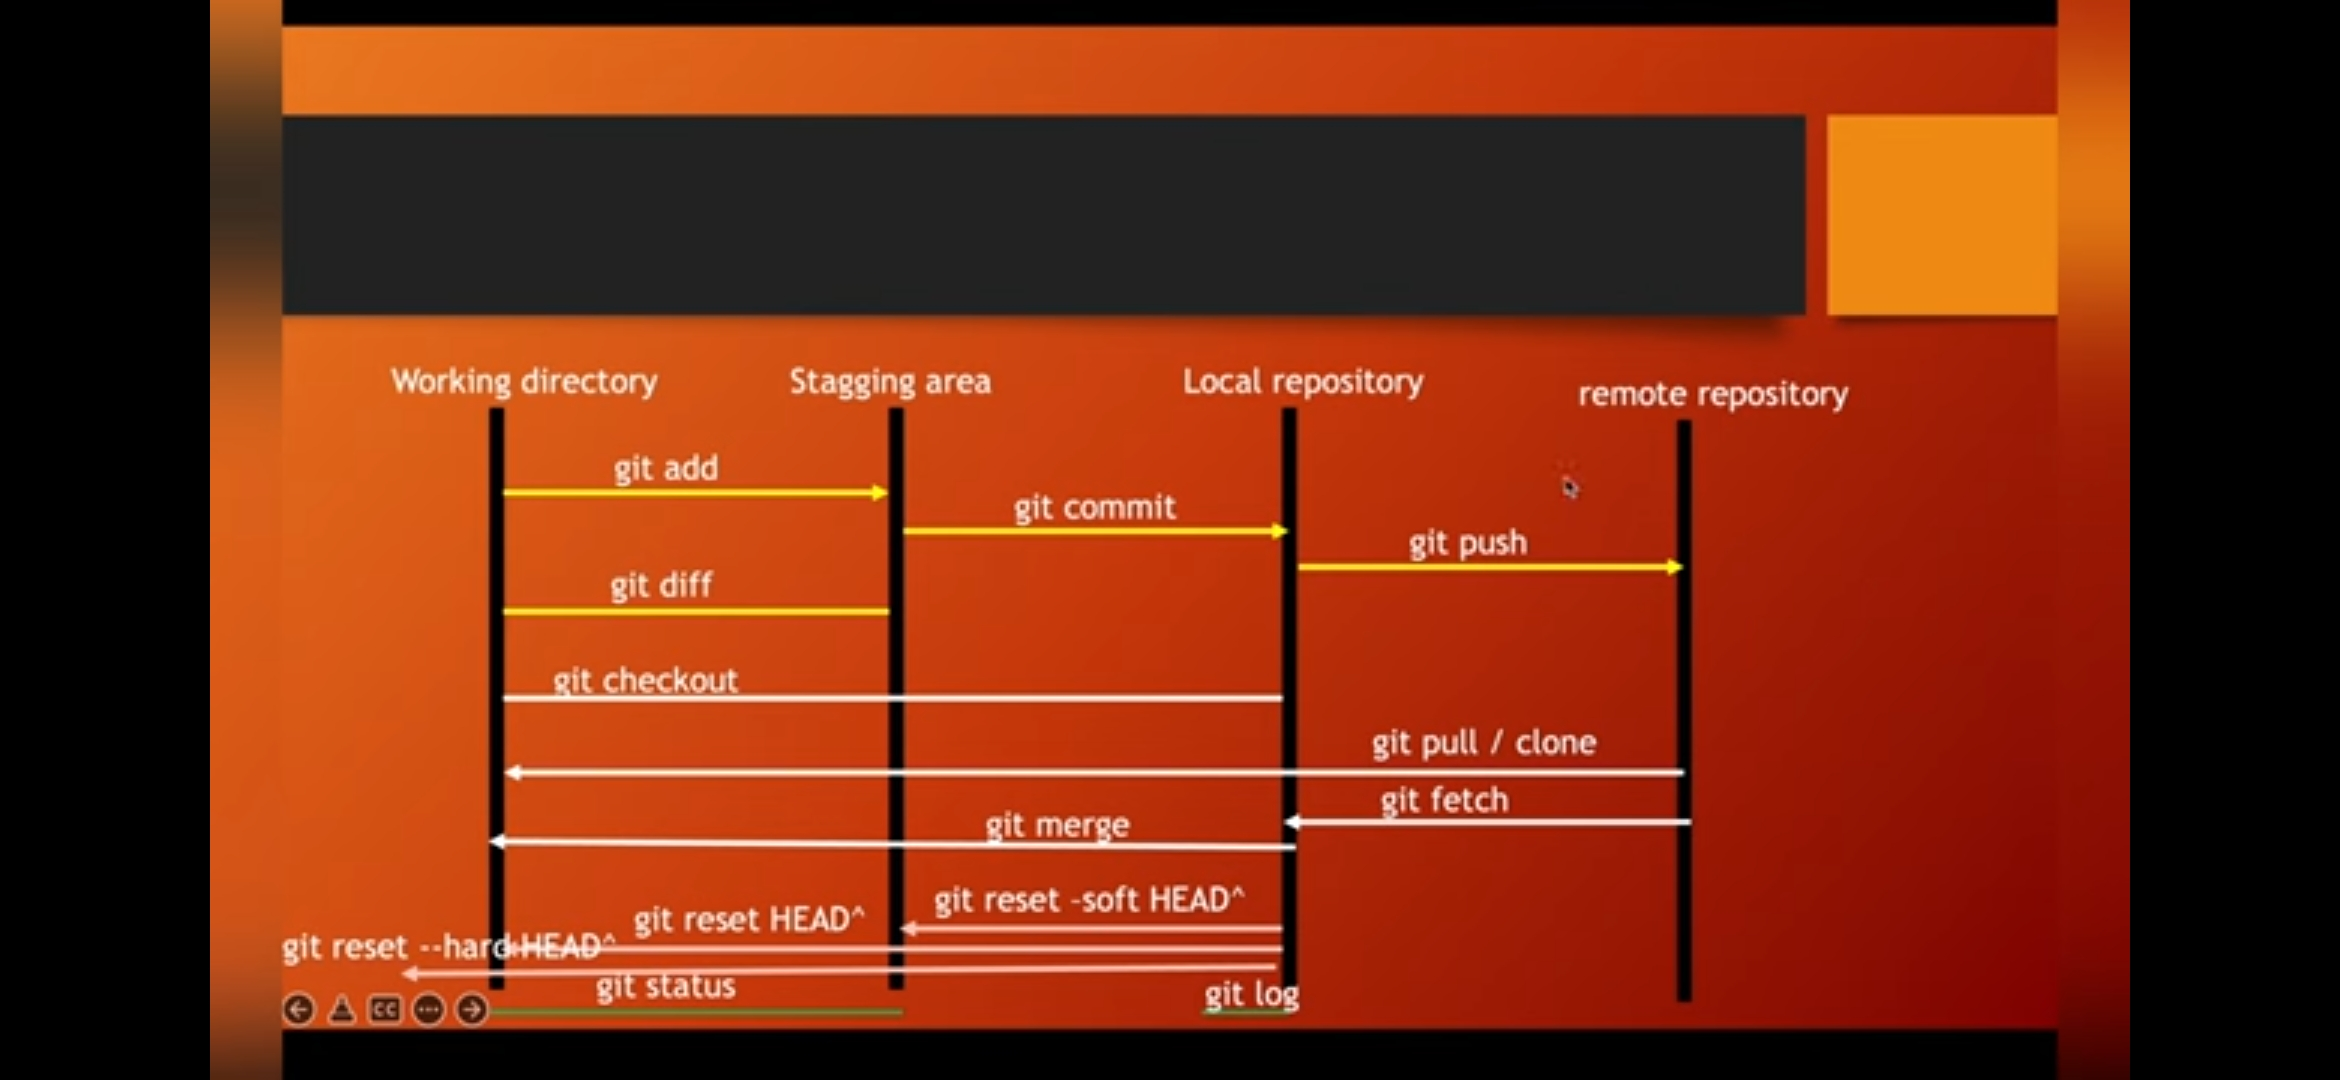 Working directory
Stagging area
Local repository
remote repository
git add
git commit
git push
git diff
git checkout
git pull / clone
git fetch
git merge
git reset -soft HEAD^
git reset HEAD^
git reset --hard HEAD^
git status
git log
CC